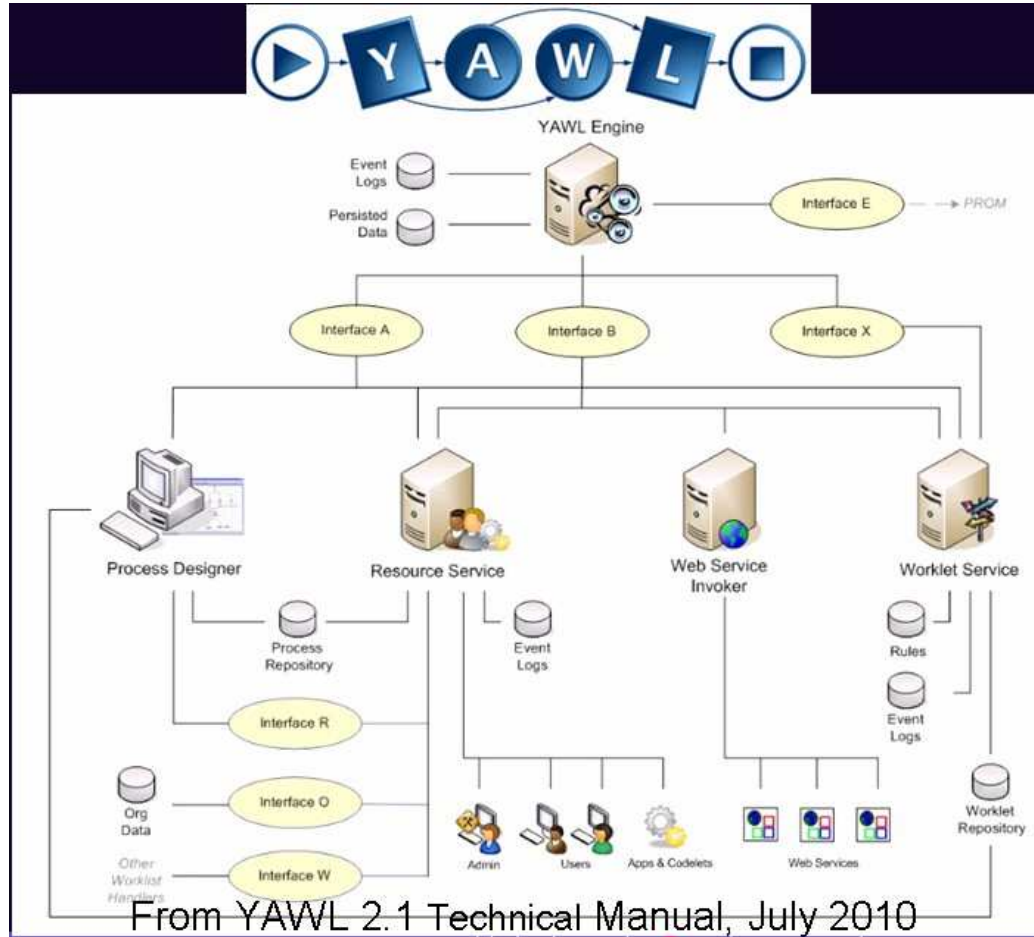 Y A W L
YAWL Engine
Event
Logs
Persisted
Data
Interface E
PROM
Interface A
Interface B
Interface X
Process Designer
Resource Service
Web Service
Invoker
Worklet Service
Process
Repository
Event
Logs
Rules
Event
Logs
Interface R
Org
Data
Interface O
Other
Worklist
Handlers
Interface W
Admin
Users
Apps & Codelets
Web Services
Worklet
Repository
From YAWL 2.1 Technical Manual, July 2010